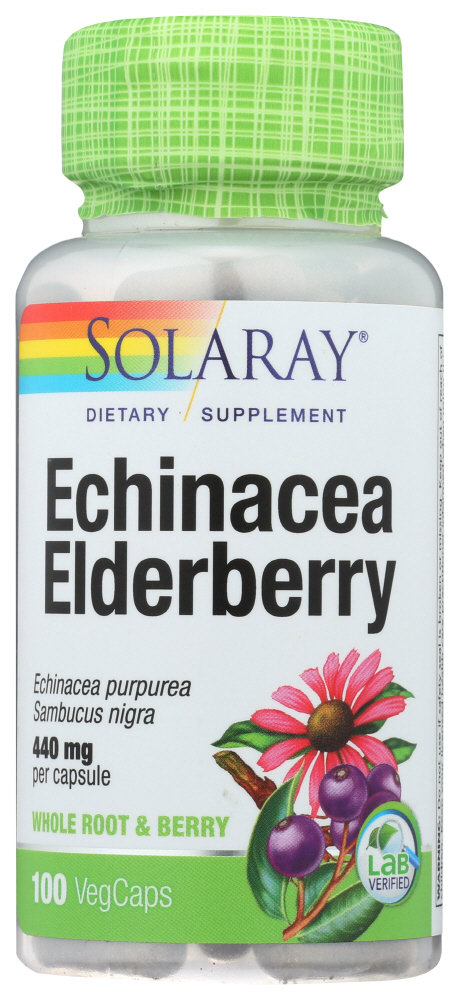 SOLARAY®
DIETARY SUPPLEMENT
Echinacea
Elderberry
Echinacea purpurea
Sambucus nigra
440 mg
per capsule
WHOLE ROOT & BERRY
100 VegCaps
LAB
VERIFIED